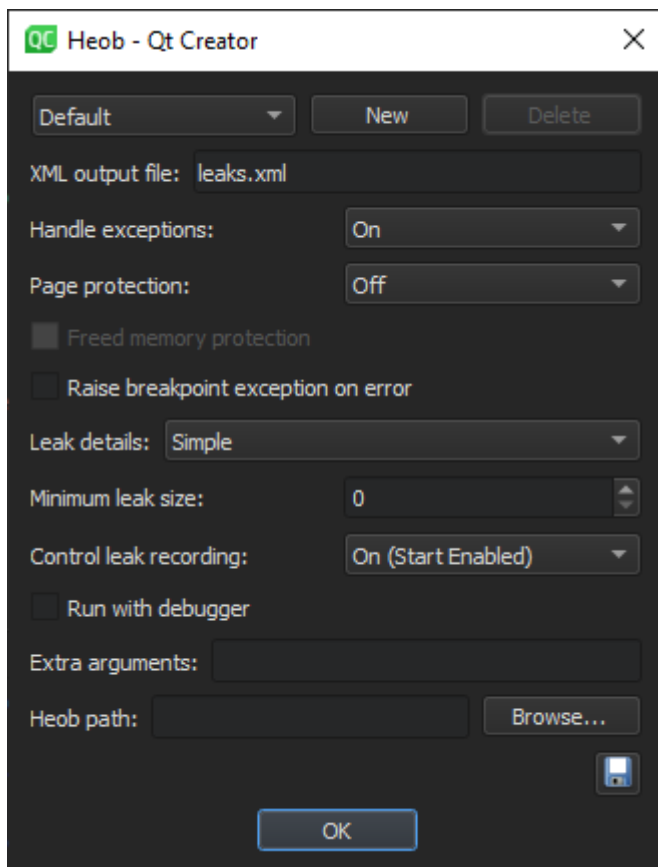 QC Heob - Qt Creator
Default New Delete
XML output file: leaks.xml
Handle exceptions: On
Page protection: Off
Freed memory protection
Raise breakpoint exception on error
Leak details: Simple
Minimum leak size: 0
Control leak recording: On (Start Enabled)
Run with debugger
Extra arguments:
Heob path: Browse...
OK